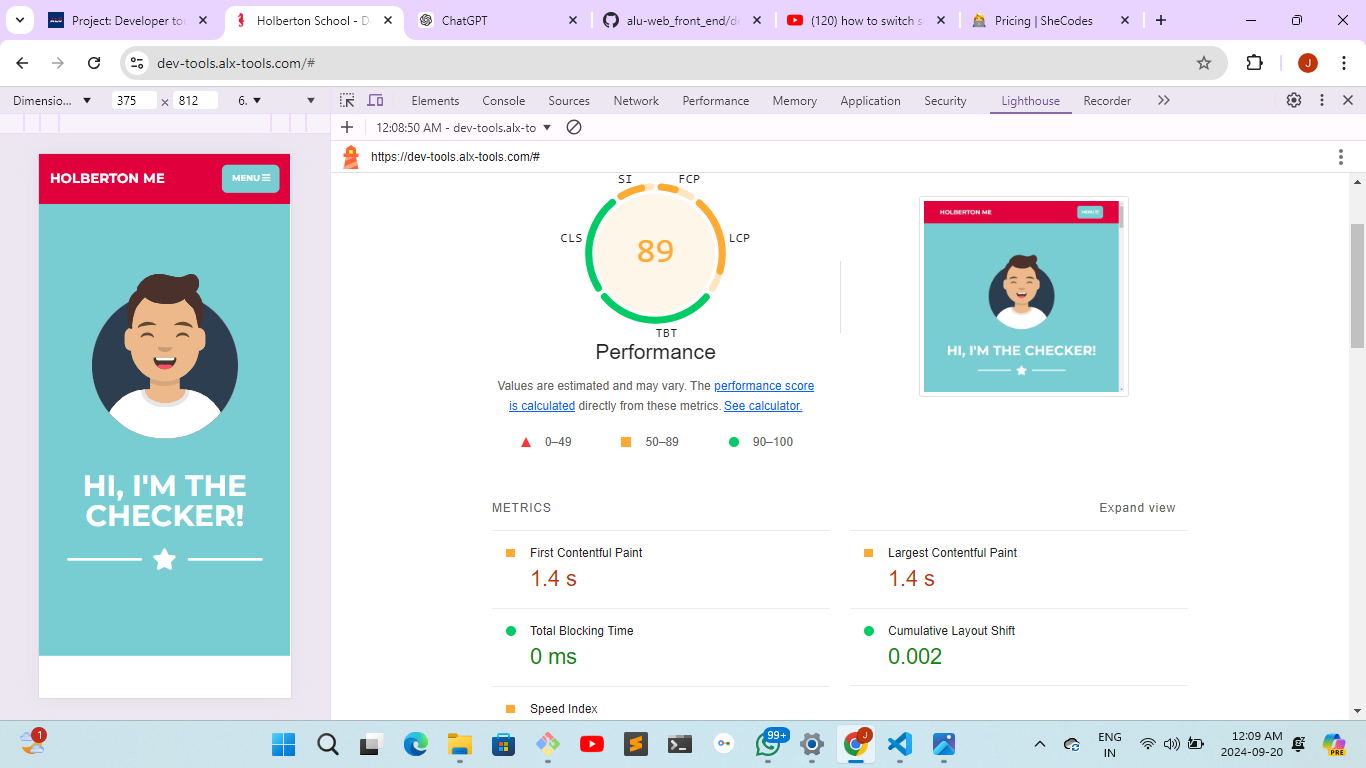 Project: Developer too
Holberton School - D
ChatGPT
alu-web_front_end/de
(120) how to switch s
Pricing | SheCodes
dev-tools.alx-tools.com/#
J
Dimensio... 375 × 812 6.
Elements Console Sources Network Performance Memory Application Security Lighthouse Recorder
12:08:50 AM - dev-tools.alx-to
https://dev-tools.alx-tools.com/#
HOLBERTON ME
MENU
HI, I'M THE
CHECKER!
SI FCP
CLS LCP
89
TBT
Performance
Values are estimated and may vary. The performance score
is calculated directly from these metrics. See calculator.
0–49 50–89 90–100
HOLBERTON ME
MENU
HI, I'M THE CHECKER!
METRICS
Expand view
First Contentful Paint
1.4 s
Largest Contentful Paint
1.4 s
Total Blocking Time
0 ms
Cumulative Layout Shift
0.002
Speed Index
1
99+
J
PRE
ENG
IN
12:09 AM
2024-09-20